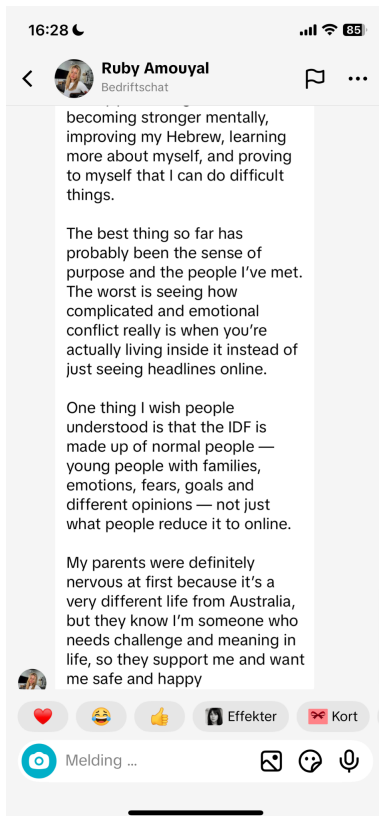 16:28
85
Ruby Amouyal
Bedriftschat
becoming stronger mentally,
improving my Hebrew, learning
more about myself, and proving
to myself that I can do difficult
things.
The best thing so far has
probably been the sense of
purpose and the people I’ve met.
The worst is seeing how
complicated and emotional
conflict really is when you’re
actually living inside it instead of
just seeing headlines online.
One thing I wish people
understood is that the IDF is
made up of normal people —
young people with families,
emotions, fears, goals and
different opinions — not just
what people reduce it to online.
My parents were definitely
nervous at first because it’s a
very different life from Australia,
but they know I’m someone who
needs challenge and meaning in
life, so they support me and want
me safe and happy
Effekter
Kort
Melding ...